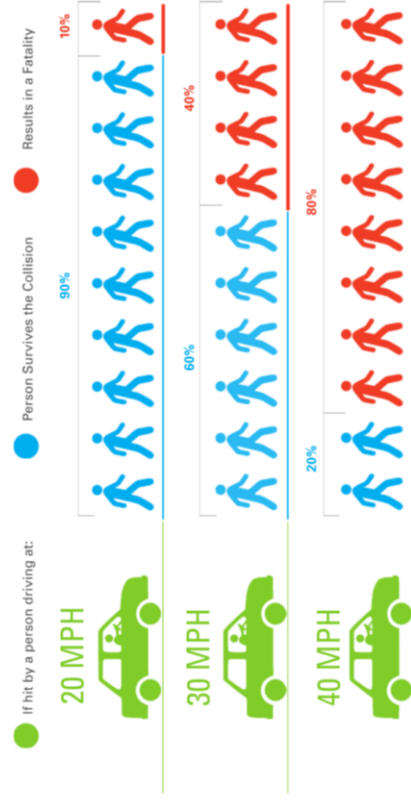 If hit by a person driving at:
Person Survives the Collision
Results in a Fatality
20 MPH
90%
10%
30 MPH
60%
40%
40 MPH
20%
80%